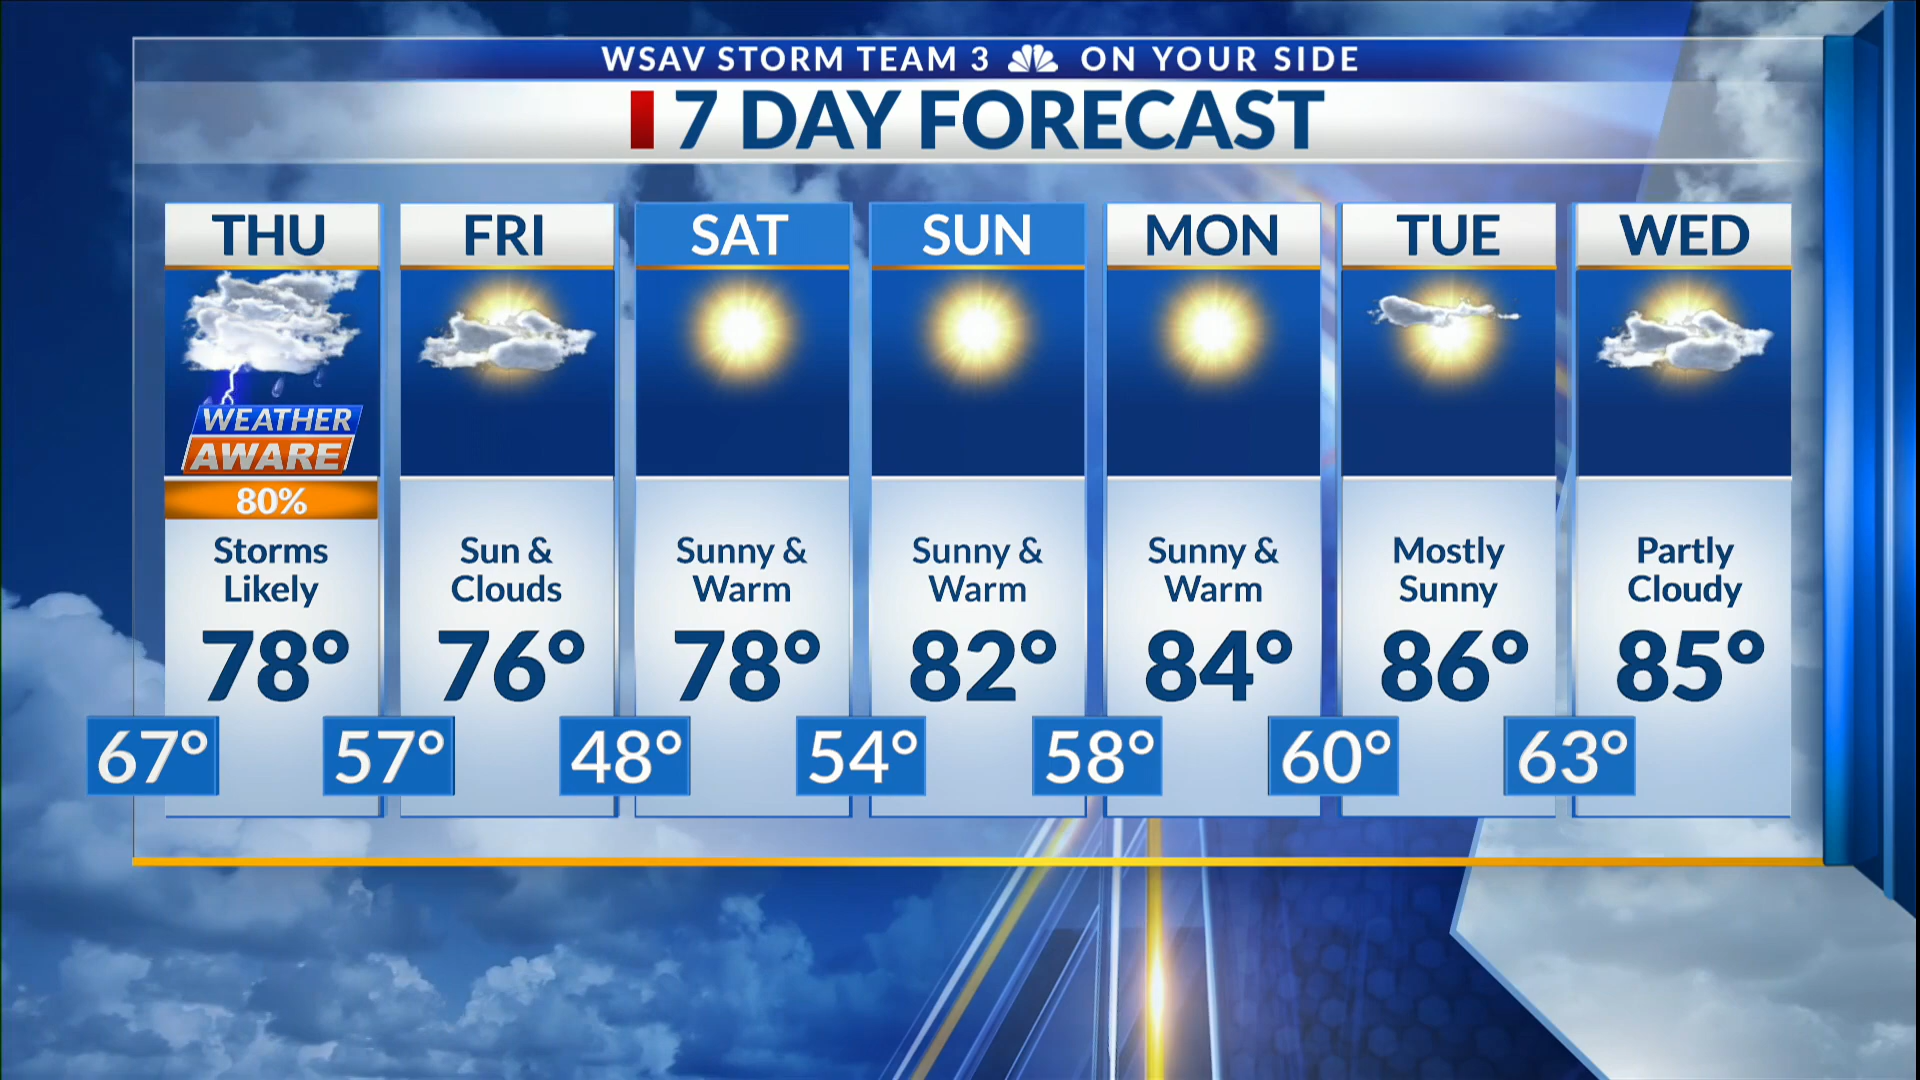 WSAV STORM TEAM 3 ON YOUR SIDE
7 DAY FORECAST
THU FRI SAT SUN MON TUE WED
WEATHER
AWARE
80%
Storms Likely
Sun & Clouds
Sunny & Warm
Sunny & Warm
Sunny & Warm
Mostly Sunny
Partly Cloudy
78° 76° 78° 82° 84° 86° 85°
67° 57° 48° 54° 58° 60° 63°